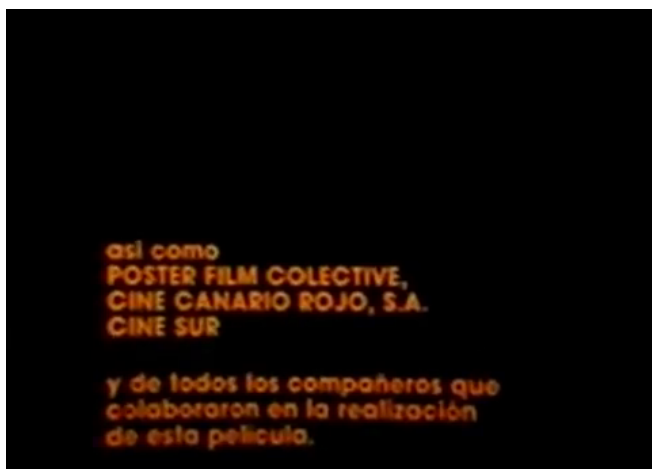 asi como
POSTER FILM COLECTIVE,
CINE CANARIO ROJO, S.A.
CINE SUR
y de todos los compañeros que
colaboraron en la realización
de esta película.